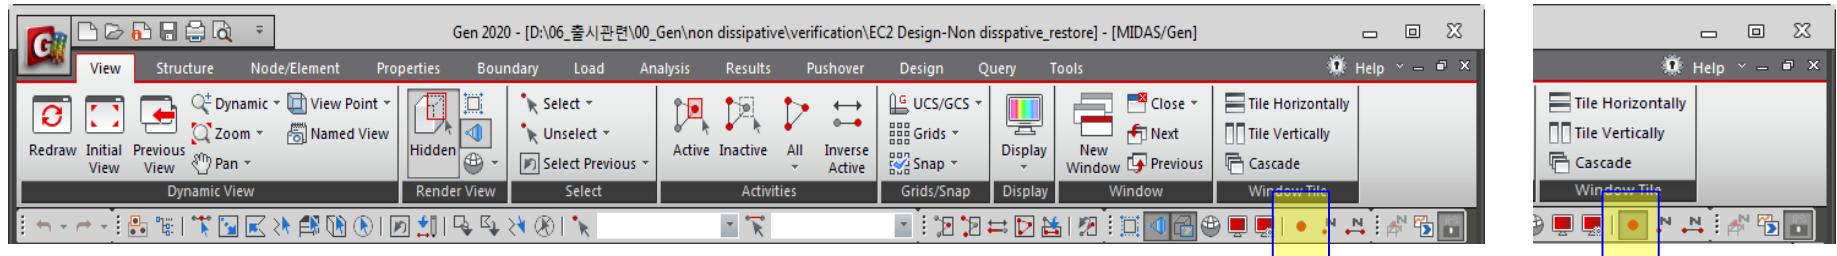 Gen 2020 - [D:\06_출시관련\00_Gen\non dissipative\verification\EC2 Design-Non disspative_restore] - [MIDAS/Gen]
View Structure Node/Element Properties Boundary Load Analysis Results Pushover Design Query Tools Help
Help
Dynamic View Point Select Close Tile Horizontally
UCS/GCS
Tile Horizontally
Zoom Named View Unselect Grids Next Tile Vertically
Tile Vertically
Redraw Initial View Previous View Pan Hidden Select Previous Active Inactive All Inverse Active Snap Display New Window Previous Cascade
Cascade
Dynamic View Render View Select Activities Grids/Snap Display Window Window Tile
Window Tile
N N N
N N N